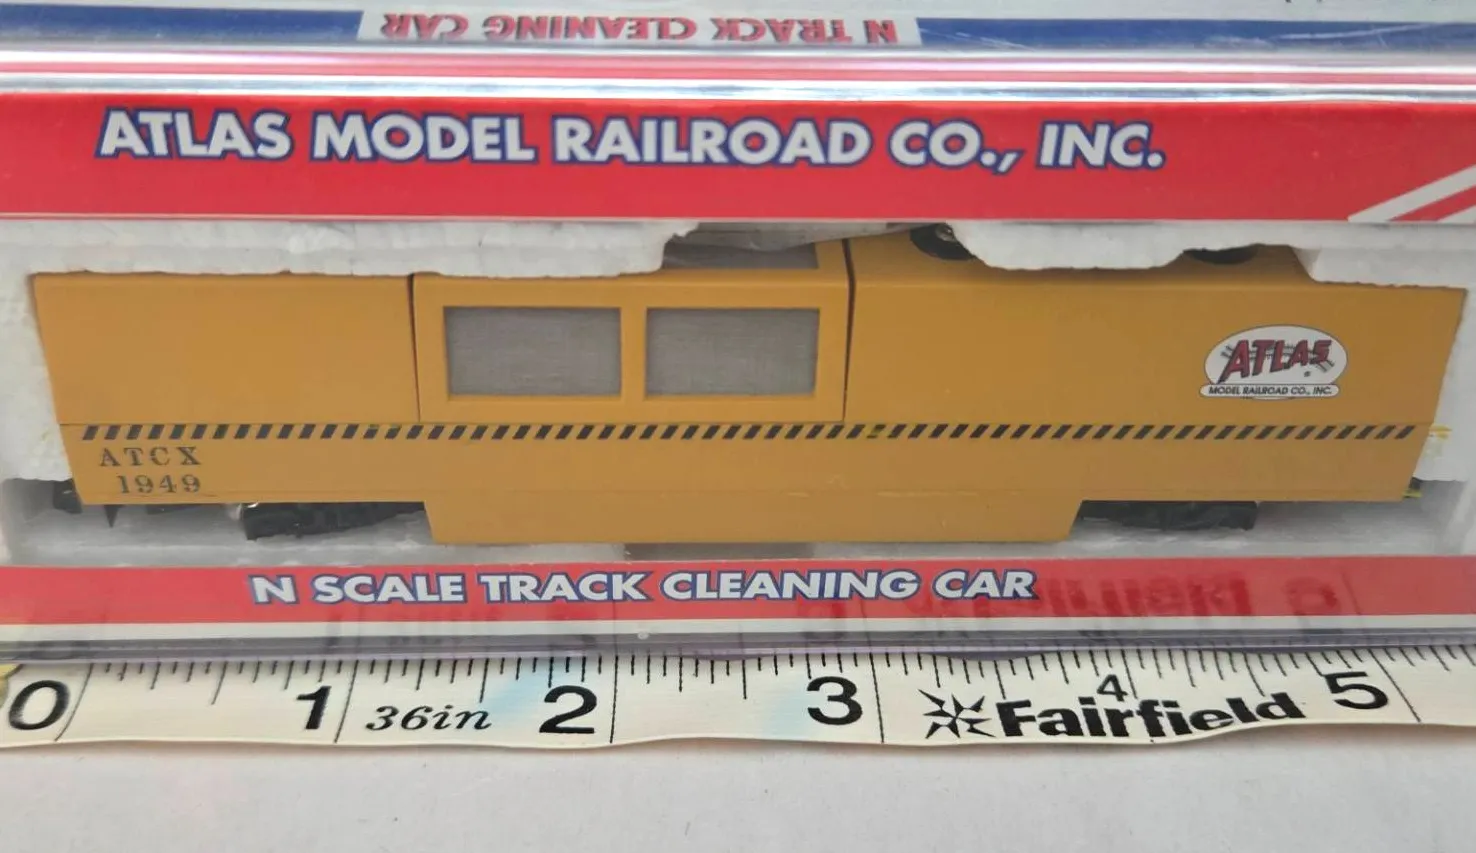 N TRACK CLEANING CAR
ATLAS MODEL RAILROAD CO., INC.
ATLAS
MODEL RAILROAD CO., INC.
ATCX
1949
N SCALE TRACK CLEANING CAR
0 1 36in 2 3 Fairfield 4 5